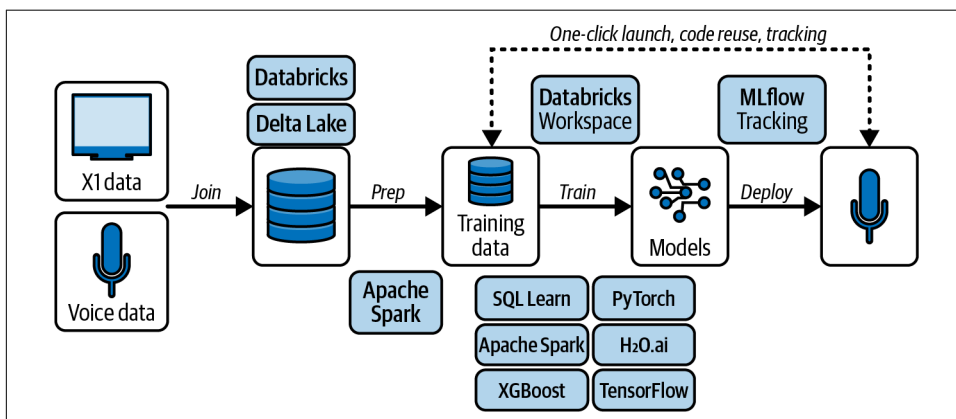 One-click launch, code reuse, tracking
Databricks
Delta Lake
Databricks
Workspace
MLflow
Tracking
X1 data
Join
Prep
Training
data
Train
Models
Deploy
Voice data
Apache
Spark
SQL Learn
PyTorch
Apache Spark
H2O.ai
XGBoost
TensorFlow